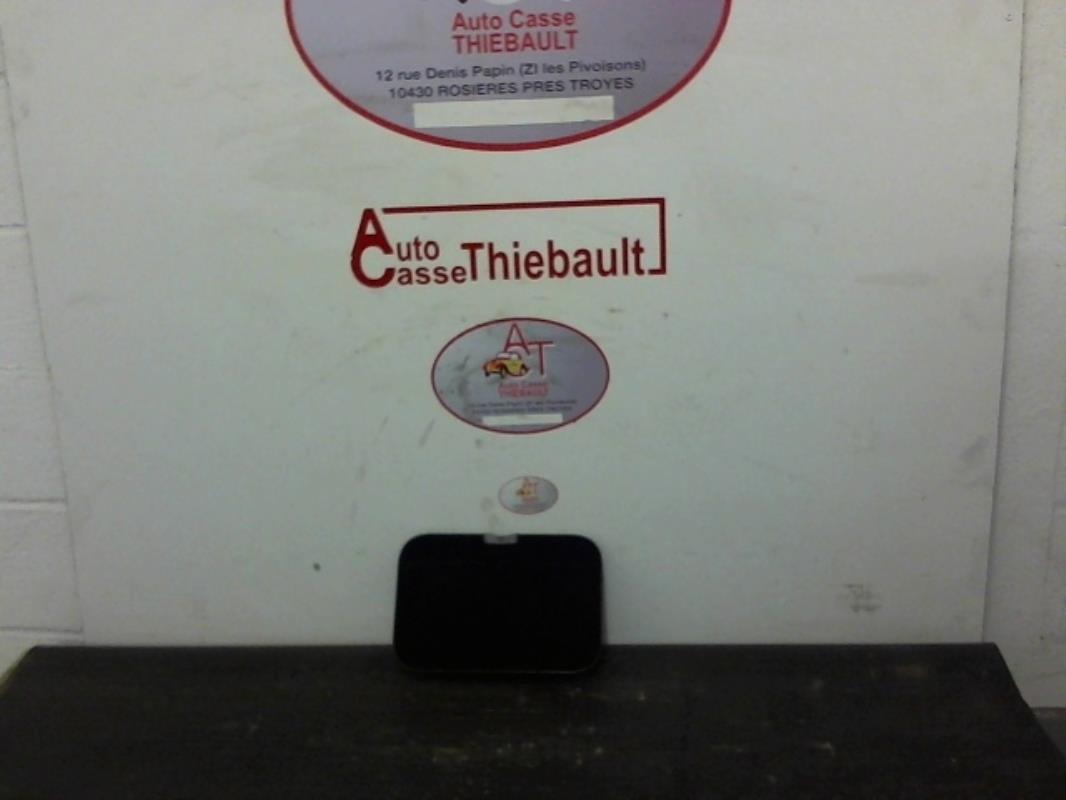 Auto Casse
THIEBAULT
12 rue Denis Papin (ZI les Pivoisons)
10430 ROSIERES PRES TROYES
Auto
Casse Thiebault
AT
Auto Casse
THIEBAULT
AT